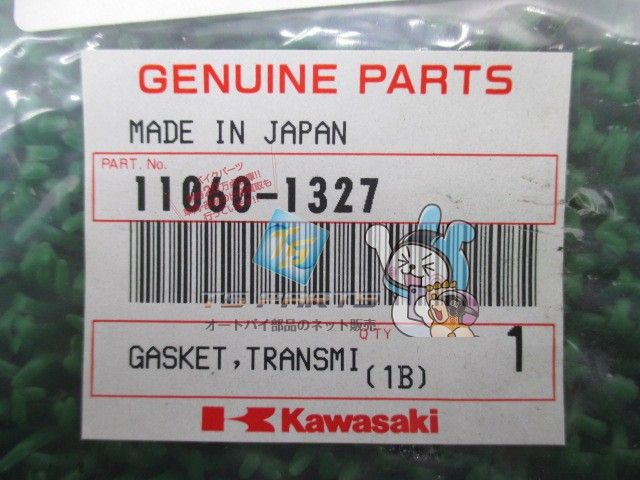 GENUINE PARTS
MADE IN JAPAN
PART. No.
11060-1327
オートバイ部品のネット販売
Q'TY
GASKET,TRANSMI
(1B)
1
Kawasaki